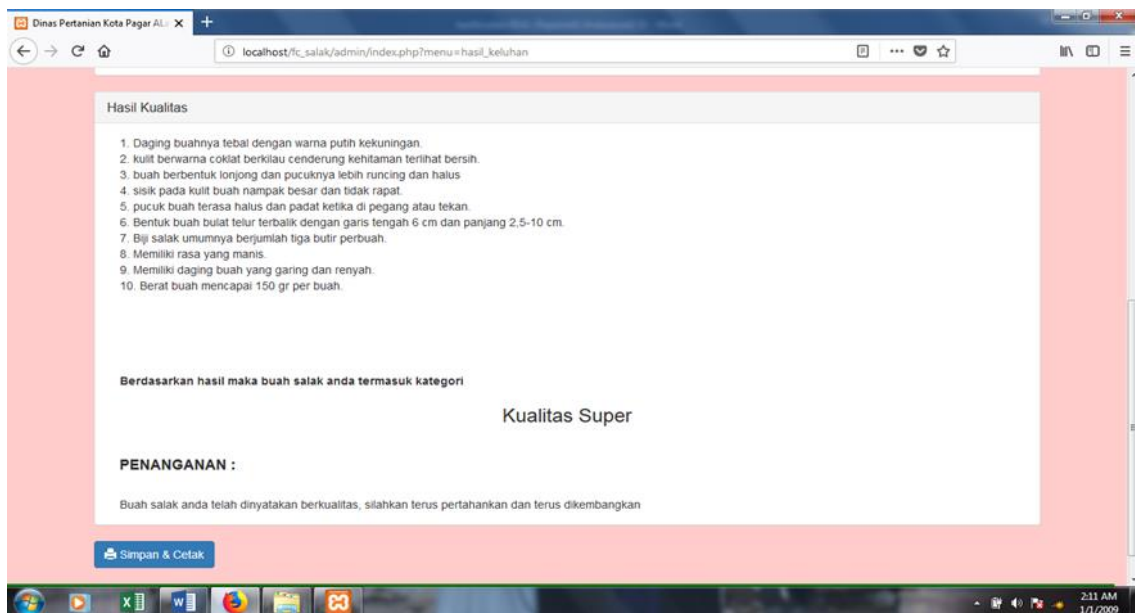 Dinas Pertanian Kota Pagar AL
localhost/fc_salak/admin/index.php?menu=hasil_keluhan
Hasil Kualitas
1. Daging buahnya tebal dengan warna putih kekuningan.
2. kulit berwarna coklat berkilau cenderung kehitaman terlihat bersih.
3. buah berbentuk lonjong dan pucuknya lebih runcing dan halus
4. sisik pada kulit buah nampak besar dan tidak rapat.
5. pucuk buah terasa halus dan padat ketika di pegang atau tekan.
6. Bentuk buah bulat telur terbalik dengan garis tengah 6 cm dan panjang 2,5-10 cm.
7. Biji salak umumnya berjumlah tiga butir perbuah.
8. Memiliki rasa yang manis.
9. Memiliki daging buah yang garing dan renyah.
10. Berat buah mencapai 150 gr per buah.
Berdasarkan hasil maka buah salak anda termasuk kategori
Kualitas Super
PENANGANAN :
Buah salak anda telah dinyatakan berkualitas, silahkan terus pertahankan dan terus dikembangkan
Simpan & Cetak
2:11 AM
1/1/2009